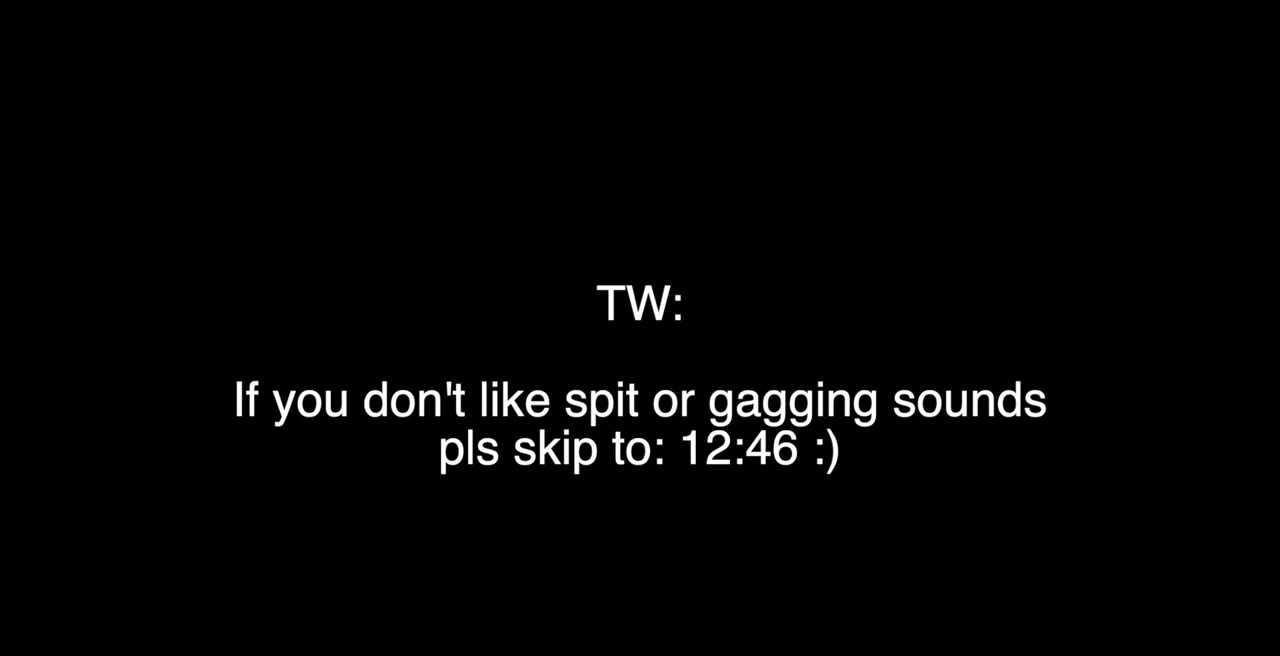 TW:
If you don't like spit or gagging sounds
pls skip to: 12:46 :)